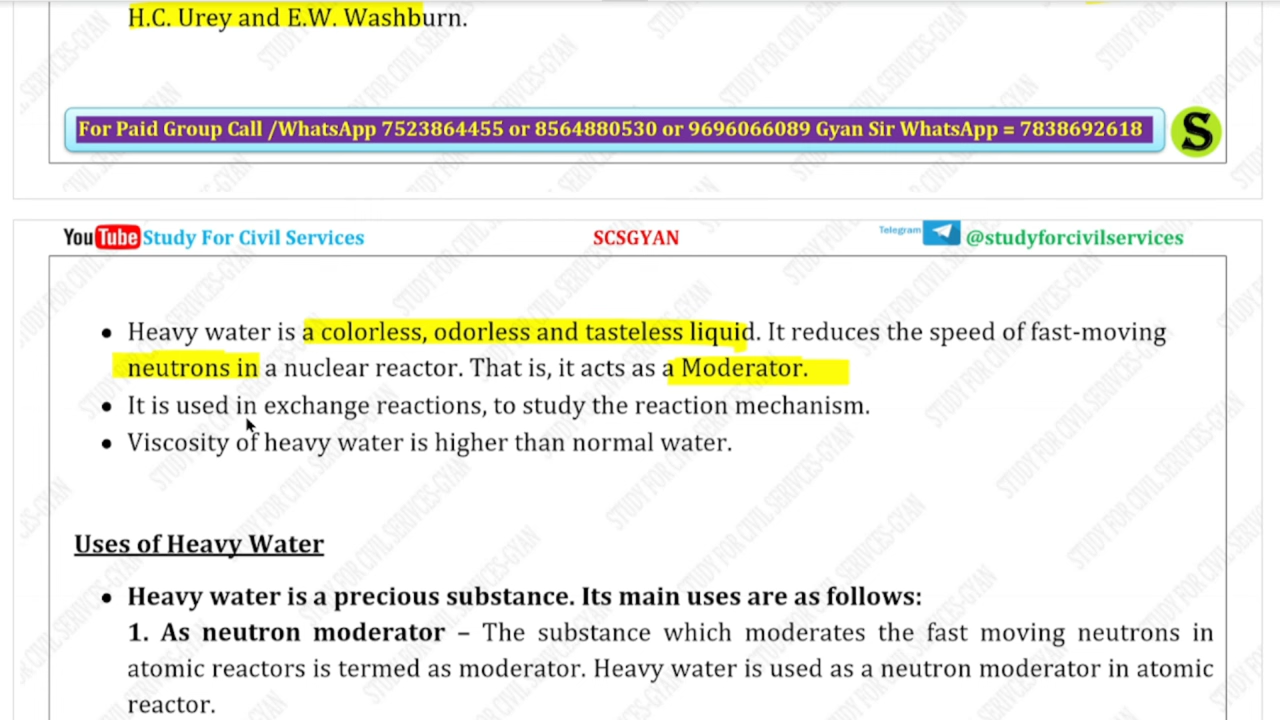 H.C. Urey and E.W. Washburn.
For Paid Group Call /WhatsApp 7523864455 or 8564880530 or 9696066089 Gyan Sir WhatsApp = 7838692618
S
YouTube Study For Civil Services SCSGYAN Telegram @studyforcivilservices
• Heavy water is a colorless, odorless and tasteless liquid. It reduces the speed of fast-moving
neutrons in a nuclear reactor. That is, it acts as a Moderator.
• It is used in exchange reactions, to study the reaction mechanism.
• Viscosity of heavy water is higher than normal water.
Uses of Heavy Water
• Heavy water is a precious substance. Its main uses are as follows:
1. As neutron moderator – The substance which moderates the fast moving neutrons in
atomic reactors is termed as moderator. Heavy water is used as a neutron moderator in atomic
reactor.
STUDY FOR CIVIL SERIVCES-GYAN